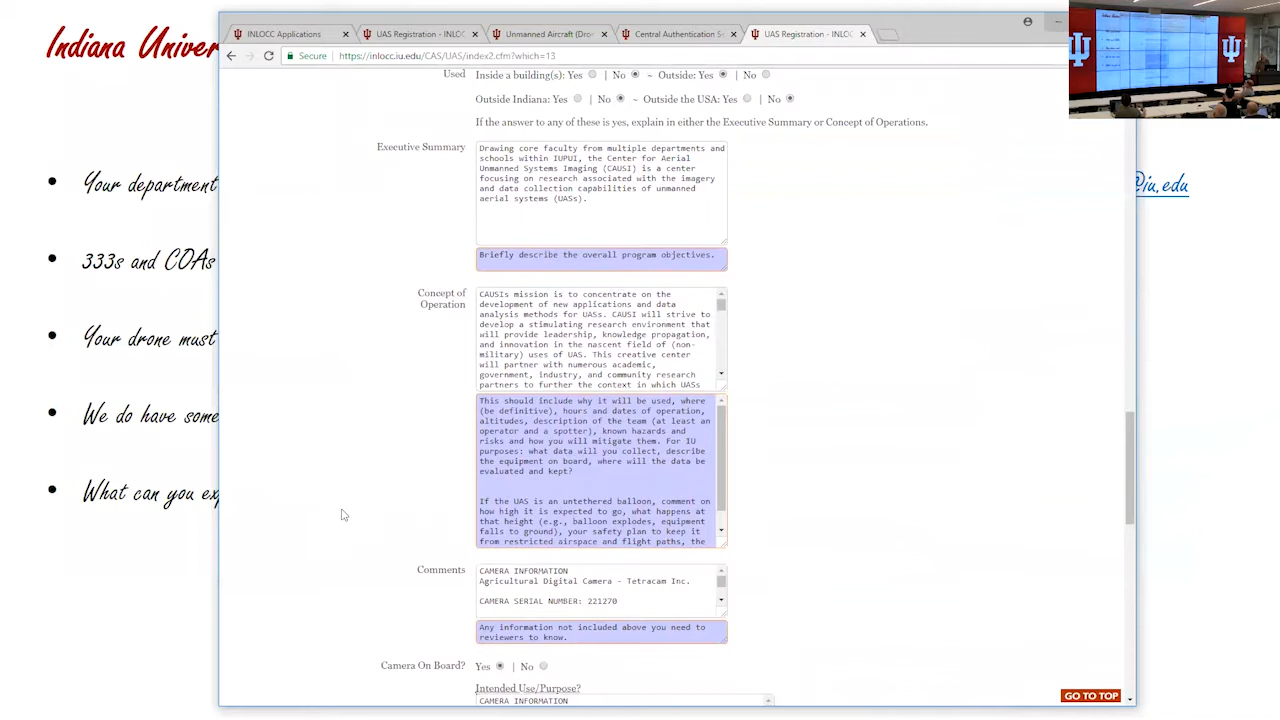 Indiana Univer
INLOCC Applications
UAS Registration - INLOCC
Unmanned Aircraft (Dron
Central Authentication Se
UAS Registration - INLOC
Secure
https://inlocc.iu.edu/CAS/UAS/index2.cfm?which=13
Used
Inside a building(s): Yes | No ~ Outside: Yes | No
Outside Indiana: Yes | No ~ Outside the USA: Yes | No
If the answer to any of these is yes, explain in either the Executive Summary or Concept of Operations.
Executive Summary
Drawing core faculty from multiple departments and
schools within IUPUI, the Center for Aerial
Unmanned Systems Imaging (CAUSI) is a center
focusing on research associated with the imagery
and data collection capabilities of unmanned
aerial systems (UASs).
Briefly describe the overall program objectives.
Concept of
Operation
CAUSIs mission is to concentrate on the
development of new applications and data
analysis methods for UASs. CAUSI will strive to
develop a stimulating research environment that
will provide leadership, knowledge propagation,
and innovation in the nascent field of (non-
military) uses of UAS. This creative center
will partner with numerous academic,
government, industry, and community research
partners to further the context in which UASs
This should include why it will be used, where
(be definitive), hours and dates of operation,
altitudes, description of the team (at least an
operator and a spotter), known hazards and
risks and how you will mitigate them. For IU
purposes: what data will you collect, describe
the equipment on board, where will the data be
evaluated and kept?
If the UAS is an untethered balloon, comment on
how high it is expected to go, what happens at
that height (e.g., balloon explodes, equipment
falls to ground), your safety plan to keep it
from restricted airspace and flight paths, the
Comments
CAMERA INFORMATION
Agricultural Digital Camera - Tetracam Inc.
CAMERA SERIAL NUMBER: 221270
Any information not included above you need to
reviewers to know.
Camera On Board?
Yes | No
Intended Use/Purpose?
CAMERA INFORMATION
GO TO TOP
• Your department
@iu.edu
• 333s and COAs
• Your drone must
• We do have some
• What can you exp